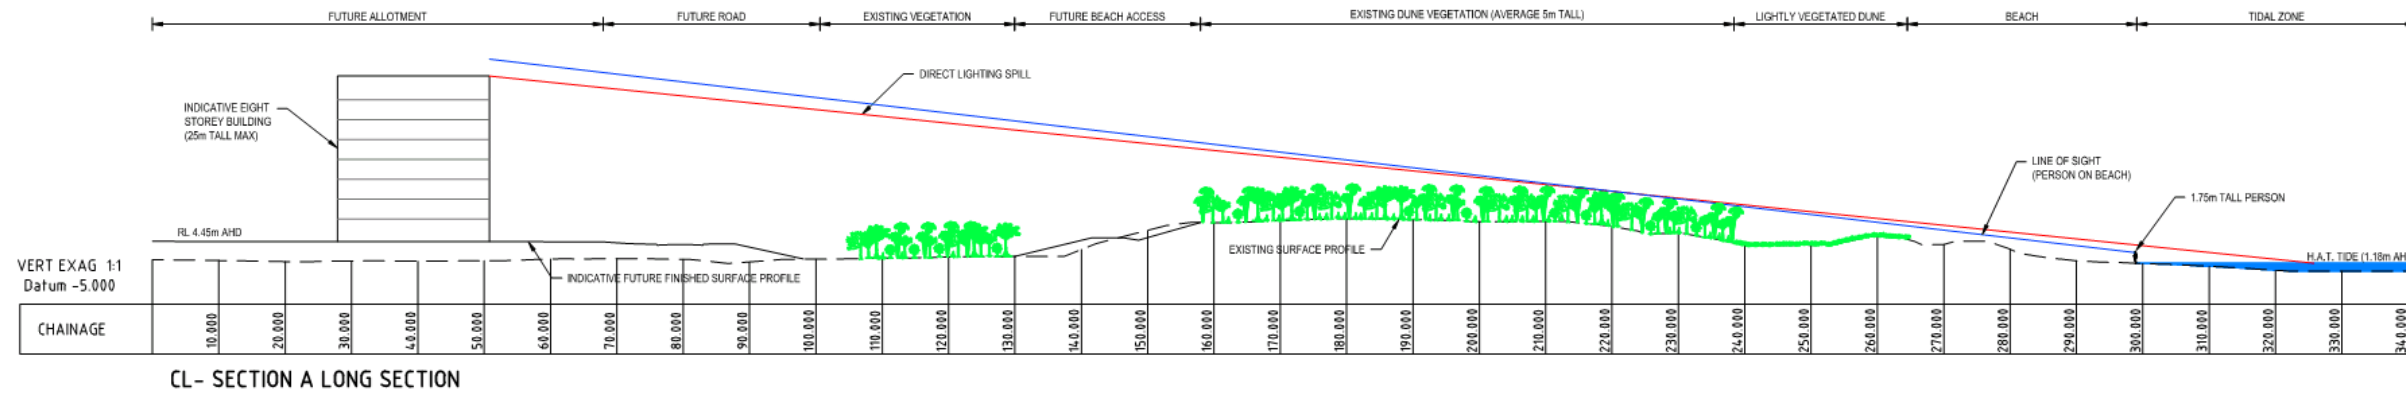 FUTURE ALLOTMENT
FUTURE ROAD
EXISTING VEGETATION
FUTURE BEACH ACCESS
EXISTING DUNE VEGETATION (AVERAGE 5m TALL)
LIGHTLY VEGETATED DUNE
BEACH
TIDAL ZONE
DIRECT LIGHTING SPILL
INDICATIVE EIGHT
STOREY BUILDING
(25m TALL MAX)
LINE OF SIGHT
(PERSON ON BEACH)
1.75m TALL PERSON
RL 4.45m AHD
EXISTING SURFACE PROFILE
H.A.T. TIDE (1.18m AH
INDICATIVE FUTURE FINISHED SURFACE PROFILE
VERT EXAG 1:1
Datum -5.000
CHAINAGE
10.000
20.000
30.000
40.000
50.000
60.000
70.000
80.000
90.000
100.000
110.000
120.000
130.000
140.000
150.000
160.000
170.000
180.000
190.000
200.000
210.000
220.000
230.000
240.000
250.000
260.000
270.000
280.000
290.000
300.000
310.000
320.000
330.000
340.000
CL- SECTION A LONG SECTION